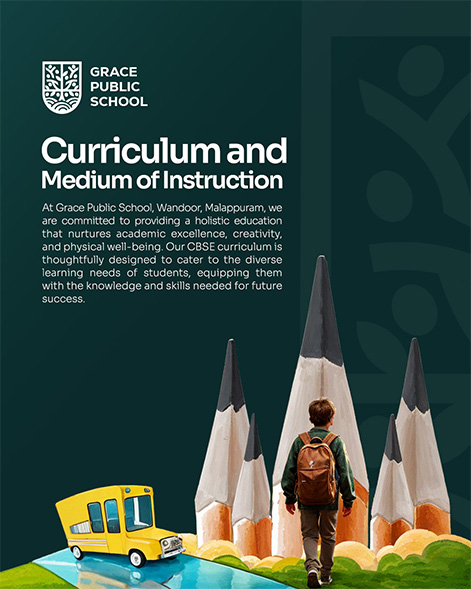 GRACE
PUBLIC
SCHOOL
Curriculum and
Medium of Instruction
At Grace Public School, Wandoor, Malappuram, we
are committed to providing a holistic education
that nurtures academic excellence, creativity,
and physical well-being. Our CBSE curriculum is
thoughtfully designed to cater to the diverse
learning needs of students, equipping them
with the knowledge and skills needed for future
success.